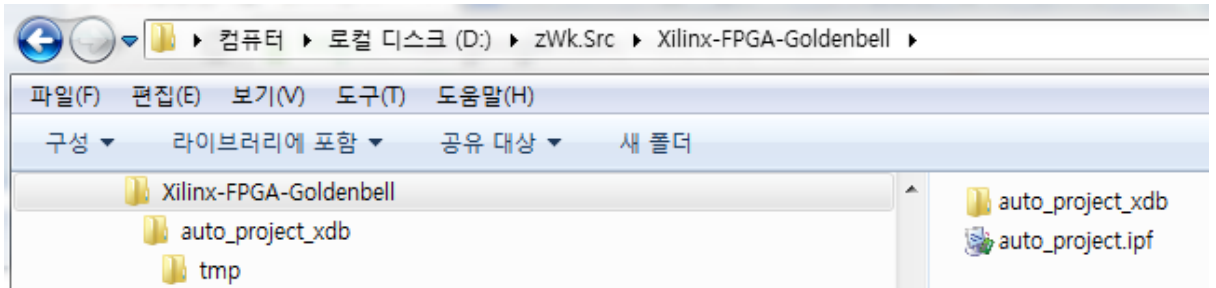 컴퓨터 ▸ 로컬 디스크 (D:) ▸ zWk.Src ▸ Xilinx-FPGA-Goldenbell ▸
파일(F) 편집(E) 보기(V) 도구(T) 도움말(H)
구성 라이브러리에 포함 공유 대상 새 폴더
Xilinx-FPGA-Goldenbell
auto_project_xdb
tmp
auto_project_xdb
auto_project.ipf